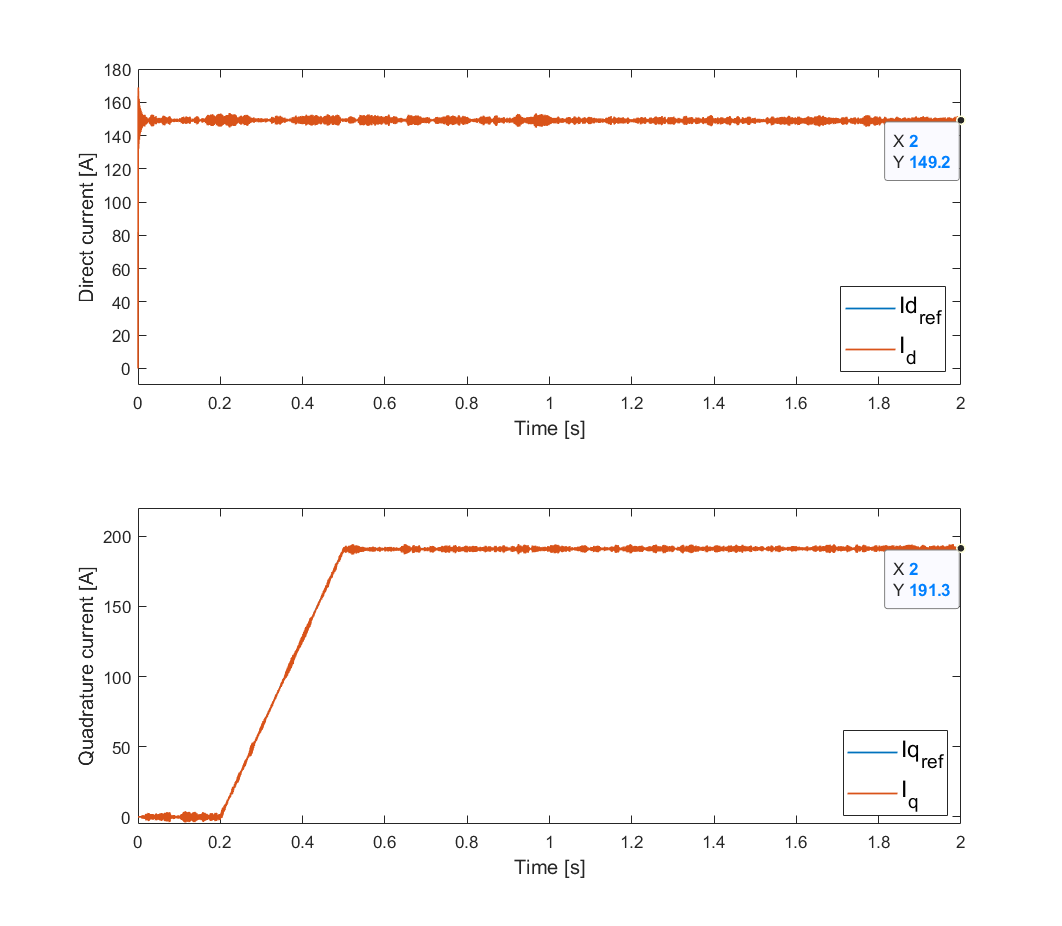 180
160
140
120
100
80
60
40
20
0
Direct current [A]
X 2
Y 149.2
Id_ref
I_d
0 0.2 0.4 0.6 0.8 1 1.2 1.4 1.6 1.8 2
Time [s]
200
150
100
50
0
Quadrature current [A]
X 2
Y 191.3
Iq_ref
I_q
0 0.2 0.4 0.6 0.8 1 1.2 1.4 1.6 1.8 2
Time [s]